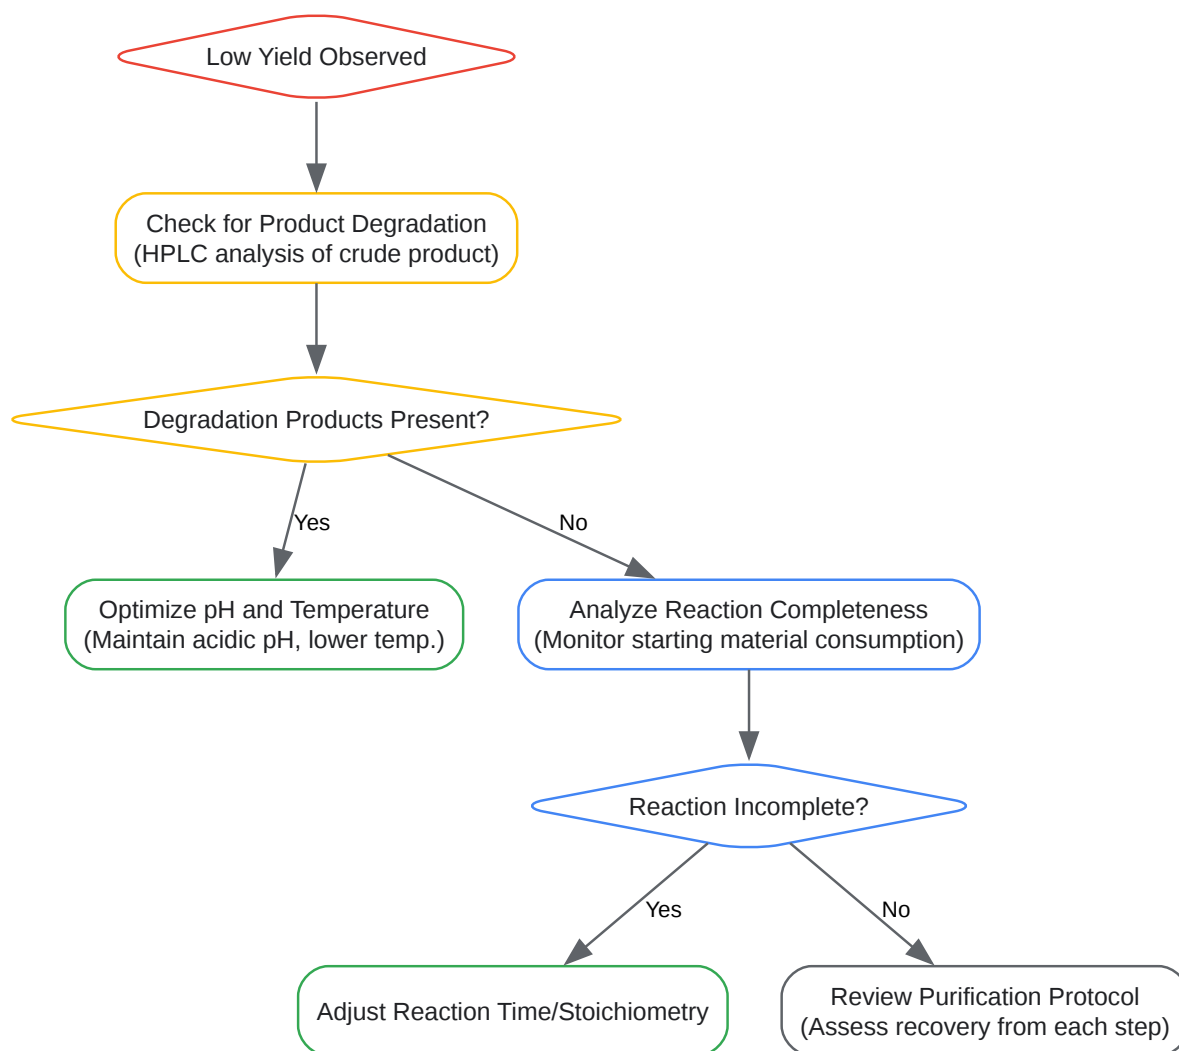 Low Yield Observed
Check for Product Degradation
(HPLC analysis of crude product)
Degradation Products Present?
Yes
No
Optimize pH and Temperature
(Maintain acidic pH, lower temp.)
Analyze Reaction Completeness
(Monitor starting material consumption)
Reaction Incomplete?
Yes
No
Adjust Reaction Time/Stoichiometry
Review Purification Protocol
(Assess recovery from each step)